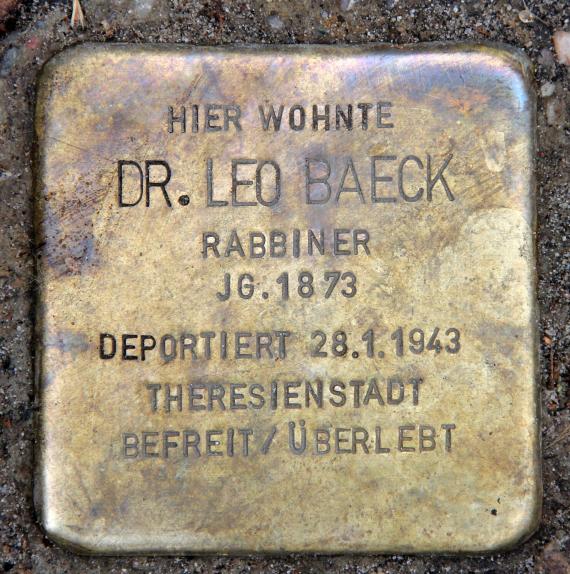 HIER WOHNTE
DR. LEO BAECK
RABBINER
JG. 1873
DEPORTIERT 28.1.1943
THERESIENSTADT
BEFREIT / ÜBERLEBT